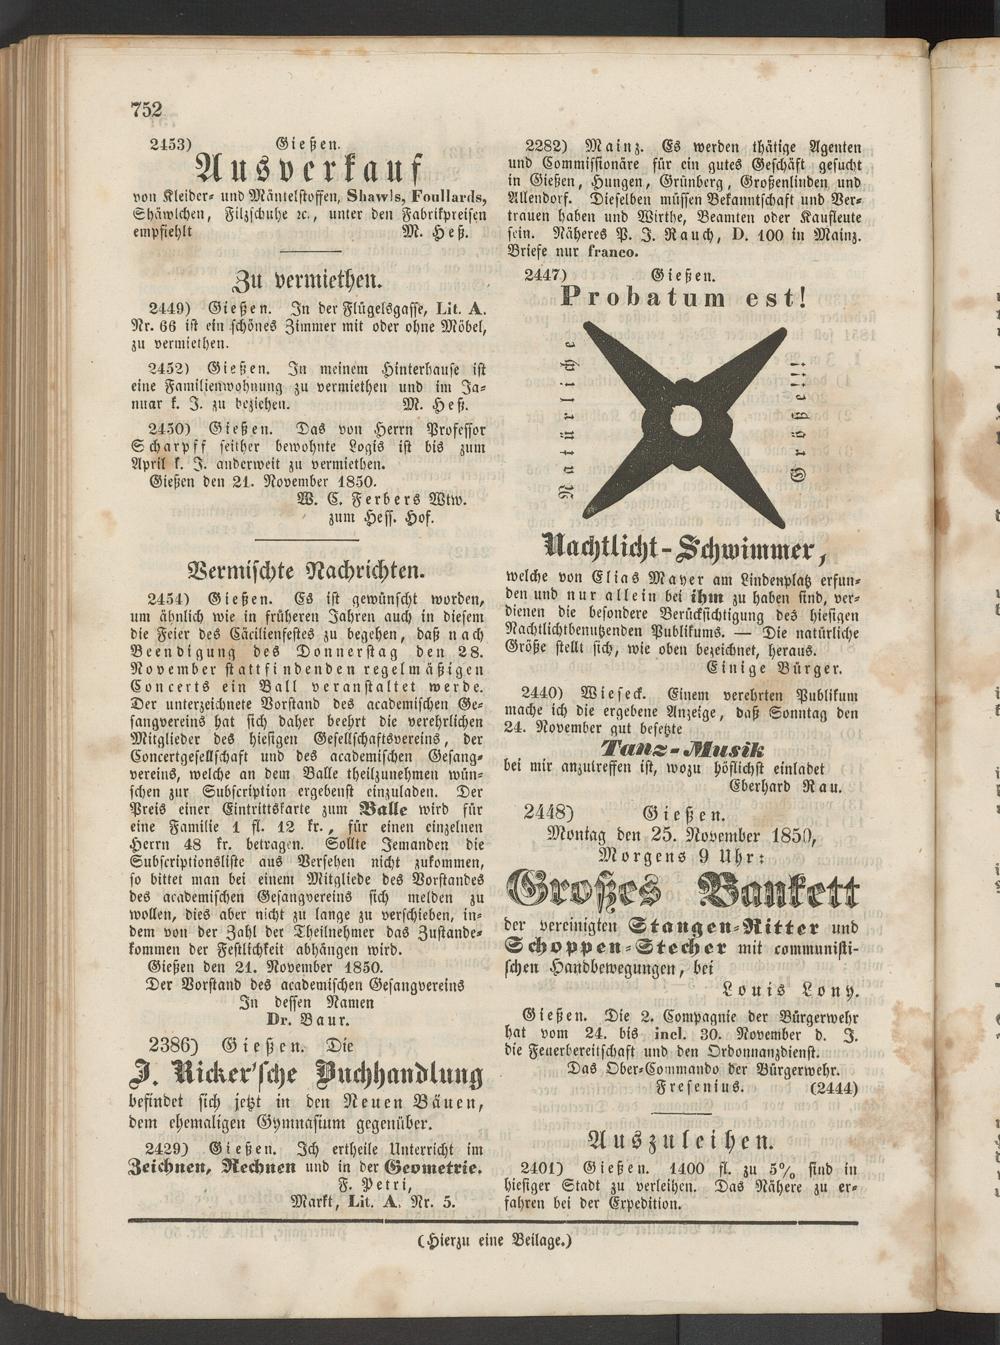 752
2453) Gießen.
Ausverkauf
von Kleider- und Mäntelstoffen, Shawls, Foullards,
Shäwlchen, Filzschuhe ꝛc., unter den Fabrikpreisen
empfiehlt M. Heß.
Zu vermiethen.
2449) Gießen. In der Flügelsgasse, Lit. A.
Nr. 66 ist ein schönes Zimmer mit oder ohne Möbel,
zu vermiethen.
2452) Gießen. In meinem Hinterhause ist
eine Familienwohnung zu vermiethen und im Ja-
nuar k. J. zu beziehen. M. Heß.
2450) Gießen. Das von Herrn Professor
Scharpff seither bewohnte Logis ist bis zum
April k. J. anderweit zu vermiethen.
Gießen den 21. November 1850.
W. C. Ferbers Wtw.
zum Hess. Hof.
Vermischte Nachrichten.
2454) Gießen. Es ist gewünscht worden,
um ähnlich wie in früheren Jahren auch in diesem
die Feier des Cäcilienfestes zu begehen, daß nach
Beendigung des Donnerstag den 28.
November stattfindenden regelmäßigen
Concerts ein Ball veranstaltet werde.
Der unterzeichnete Vorstand des academischen Ge-
sangvereins hat sich daher beehrt die verehrlichen
Mitglieder des hiesigen Gesellschaftsvereins, der
Concertgesellschaft und des academischen Gesang-
vereins, welche an dem Balle theilzunehmen wün-
schen zur Subscription ergebenst einzuladen. Der
Preis einer Eintrittskarte zum Balle wird für
eine Familie 1 fl. 12 kr., für einen einzelnen
Herrn 48 kr. betragen. Sollte Jemanden die
Subscriptionsliste aus Versehen nicht zukommen,
so bittet man bei einem Mitgliede des Vorstandes
des academischen Gesangvereins sich melden zu
wollen, dies aber nicht zu lange zu verschieben, in-
dem von der Zahl der Theilnehmer das Zustande-
kommen der Festlichkeit abhängen wird.
Gießen den 21. November 1850.
Der Vorstand des academischen Gesangvereins
In dessen Namen
Dr. Baur.
2386) Gießen. Die
J. Ricker'sche Buchhandlung
befindet sich jetzt in den Neuen Bäuen,
dem ehemaligen Gymnasium gegenüber.
2429) Gießen. Ich ertheile Unterricht im
Zeichnen, Rechnen und in der Geometrie.
F. Petri,
Markt, Lit. A. Nr. 5.
2282) Mainz. Es werden thätige Agenten
und Commissionäre für ein gutes Geschäft gesucht
in Gießen, Hungen, Grünberg, Großenlinden und
Allendorf. Dieselben müssen Bekanntschaft und Ver-
trauen haben und Wirthe, Beamten oder Kaufleute
sein. Näheres P. J. Rauch, D. 100 in Mainz.
Briefe nur franco.
2447) Gießen.
Probatum est!
Natürliche
Größe!!!
Nachtlicht-Schwimmer,
welche von Elias Mayer am Lindenplatz erfun-
den und nur allein bei ihm zu haben sind, ver-
dienen die besondere Berücksichtigung des hiesigen
Nachtlichtbenutzenden Publikums. — Die natürliche
Größe stellt sich, wie oben bezeichnet, heraus.
Einige Bürger.
2440) Wieseck. Einem verehrten Publikum
mache ich die ergebene Anzeige, daß Sonntag den
24. November gut besetzte
Tanz-Musik
bei mir anzutreffen ist, wozu höflichst einladet
Eberhard Rau.
2448) Gießen.
Montag den 25. November 1850,
Morgens 9 Uhr:
Großes Bankett
der vereinigten Stangen-Ritter und
Schoppen-Stecher mit communisti-
schen Handbewegungen, bei
Louis Lony.
Gießen. Die 2. Compagnie der Bürgerwehr
hat vom 24. bis incl. 30. November d. J.
die Feuerbereitschaft und den Ordonnanzdienst.
Das Ober-Commando der Bürgerwehr.
Fresenius. (2444)
Auszuleihen.
2401) Gießen. 1400 fl. zu 5% sind in
hiesiger Stadt zu verleihen. Das Nähere zu er-
fahren bei der Expedition.
(Hierzu eine Beilage.)